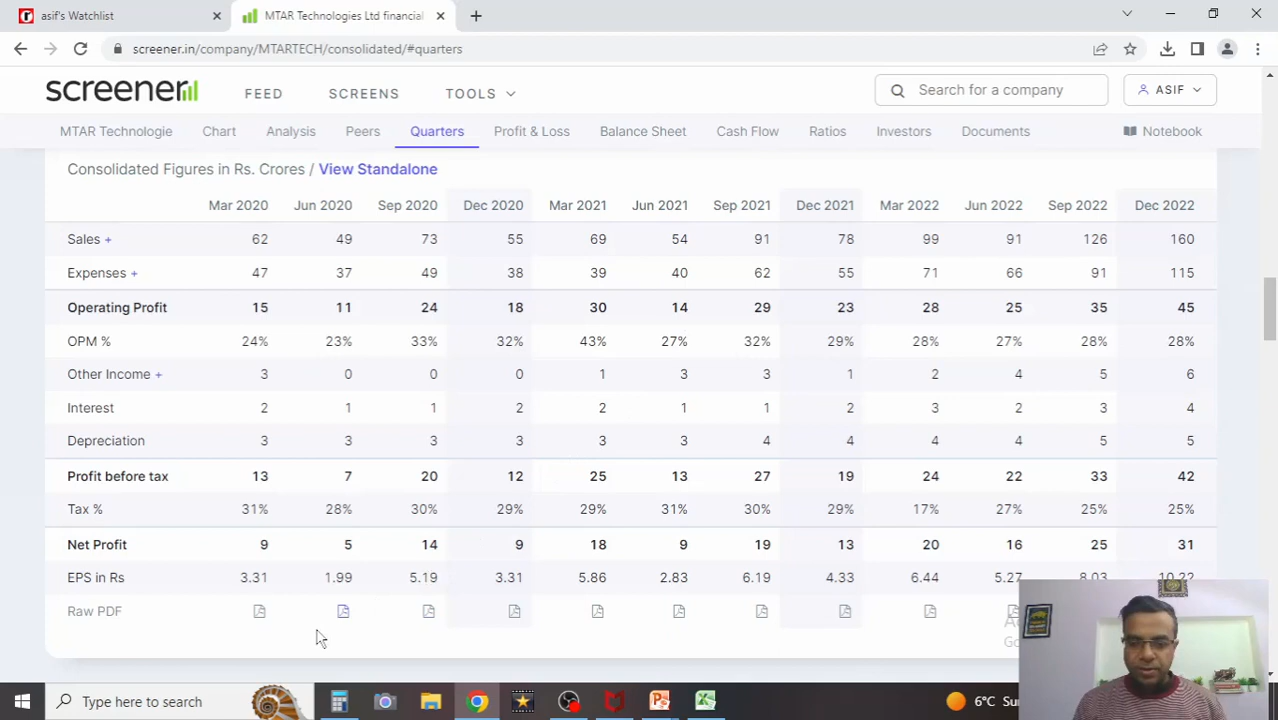 asif's Watchlist
MTAR Technologies Ltd financial
screener.in/company/MTARTECH/consolidated/#quarters
screener FEED SCREENS TOOLS Search for a company ASIF
MTAR Technologie Chart Analysis Peers Quarters Profit & Loss Balance Sheet Cash Flow Ratios Investors Documents Notebook
Consolidated Figures in Rs. Crores / View Standalone
Mar 2020 Jun 2020 Sep 2020 Dec 2020 Mar 2021 Jun 2021 Sep 2021 Dec 2021 Mar 2022 Jun 2022 Sep 2022 Dec 2022
Sales + 62 49 73 55 69 54 91 78 99 91 126 160
Expenses + 47 37 49 38 39 40 62 55 71 66 91 115
Operating Profit 15 11 24 18 30 14 29 23 28 25 35 45
OPM % 24% 23% 33% 32% 43% 27% 32% 29% 28% 27% 28% 28%
Other Income + 3 0 0 0 1 3 3 1 2 4 5 6
Interest 2 1 1 2 2 1 1 2 3 2 3 4
Depreciation 3 3 3 3 3 3 4 4 4 4 5 5
Profit before tax 13 7 20 12 25 13 27 19 24 22 33 42
Tax % 31% 28% 30% 29% 29% 31% 30% 29% 17% 27% 25% 25%
Net Profit 9 5 14 9 18 9 19 13 20 16 25 31
EPS in Rs 3.31 1.99 5.19 3.31 5.86 2.83 6.19 4.33 6.44 5.27 8.03 10.22
Raw PDF
Type here to search
6°C